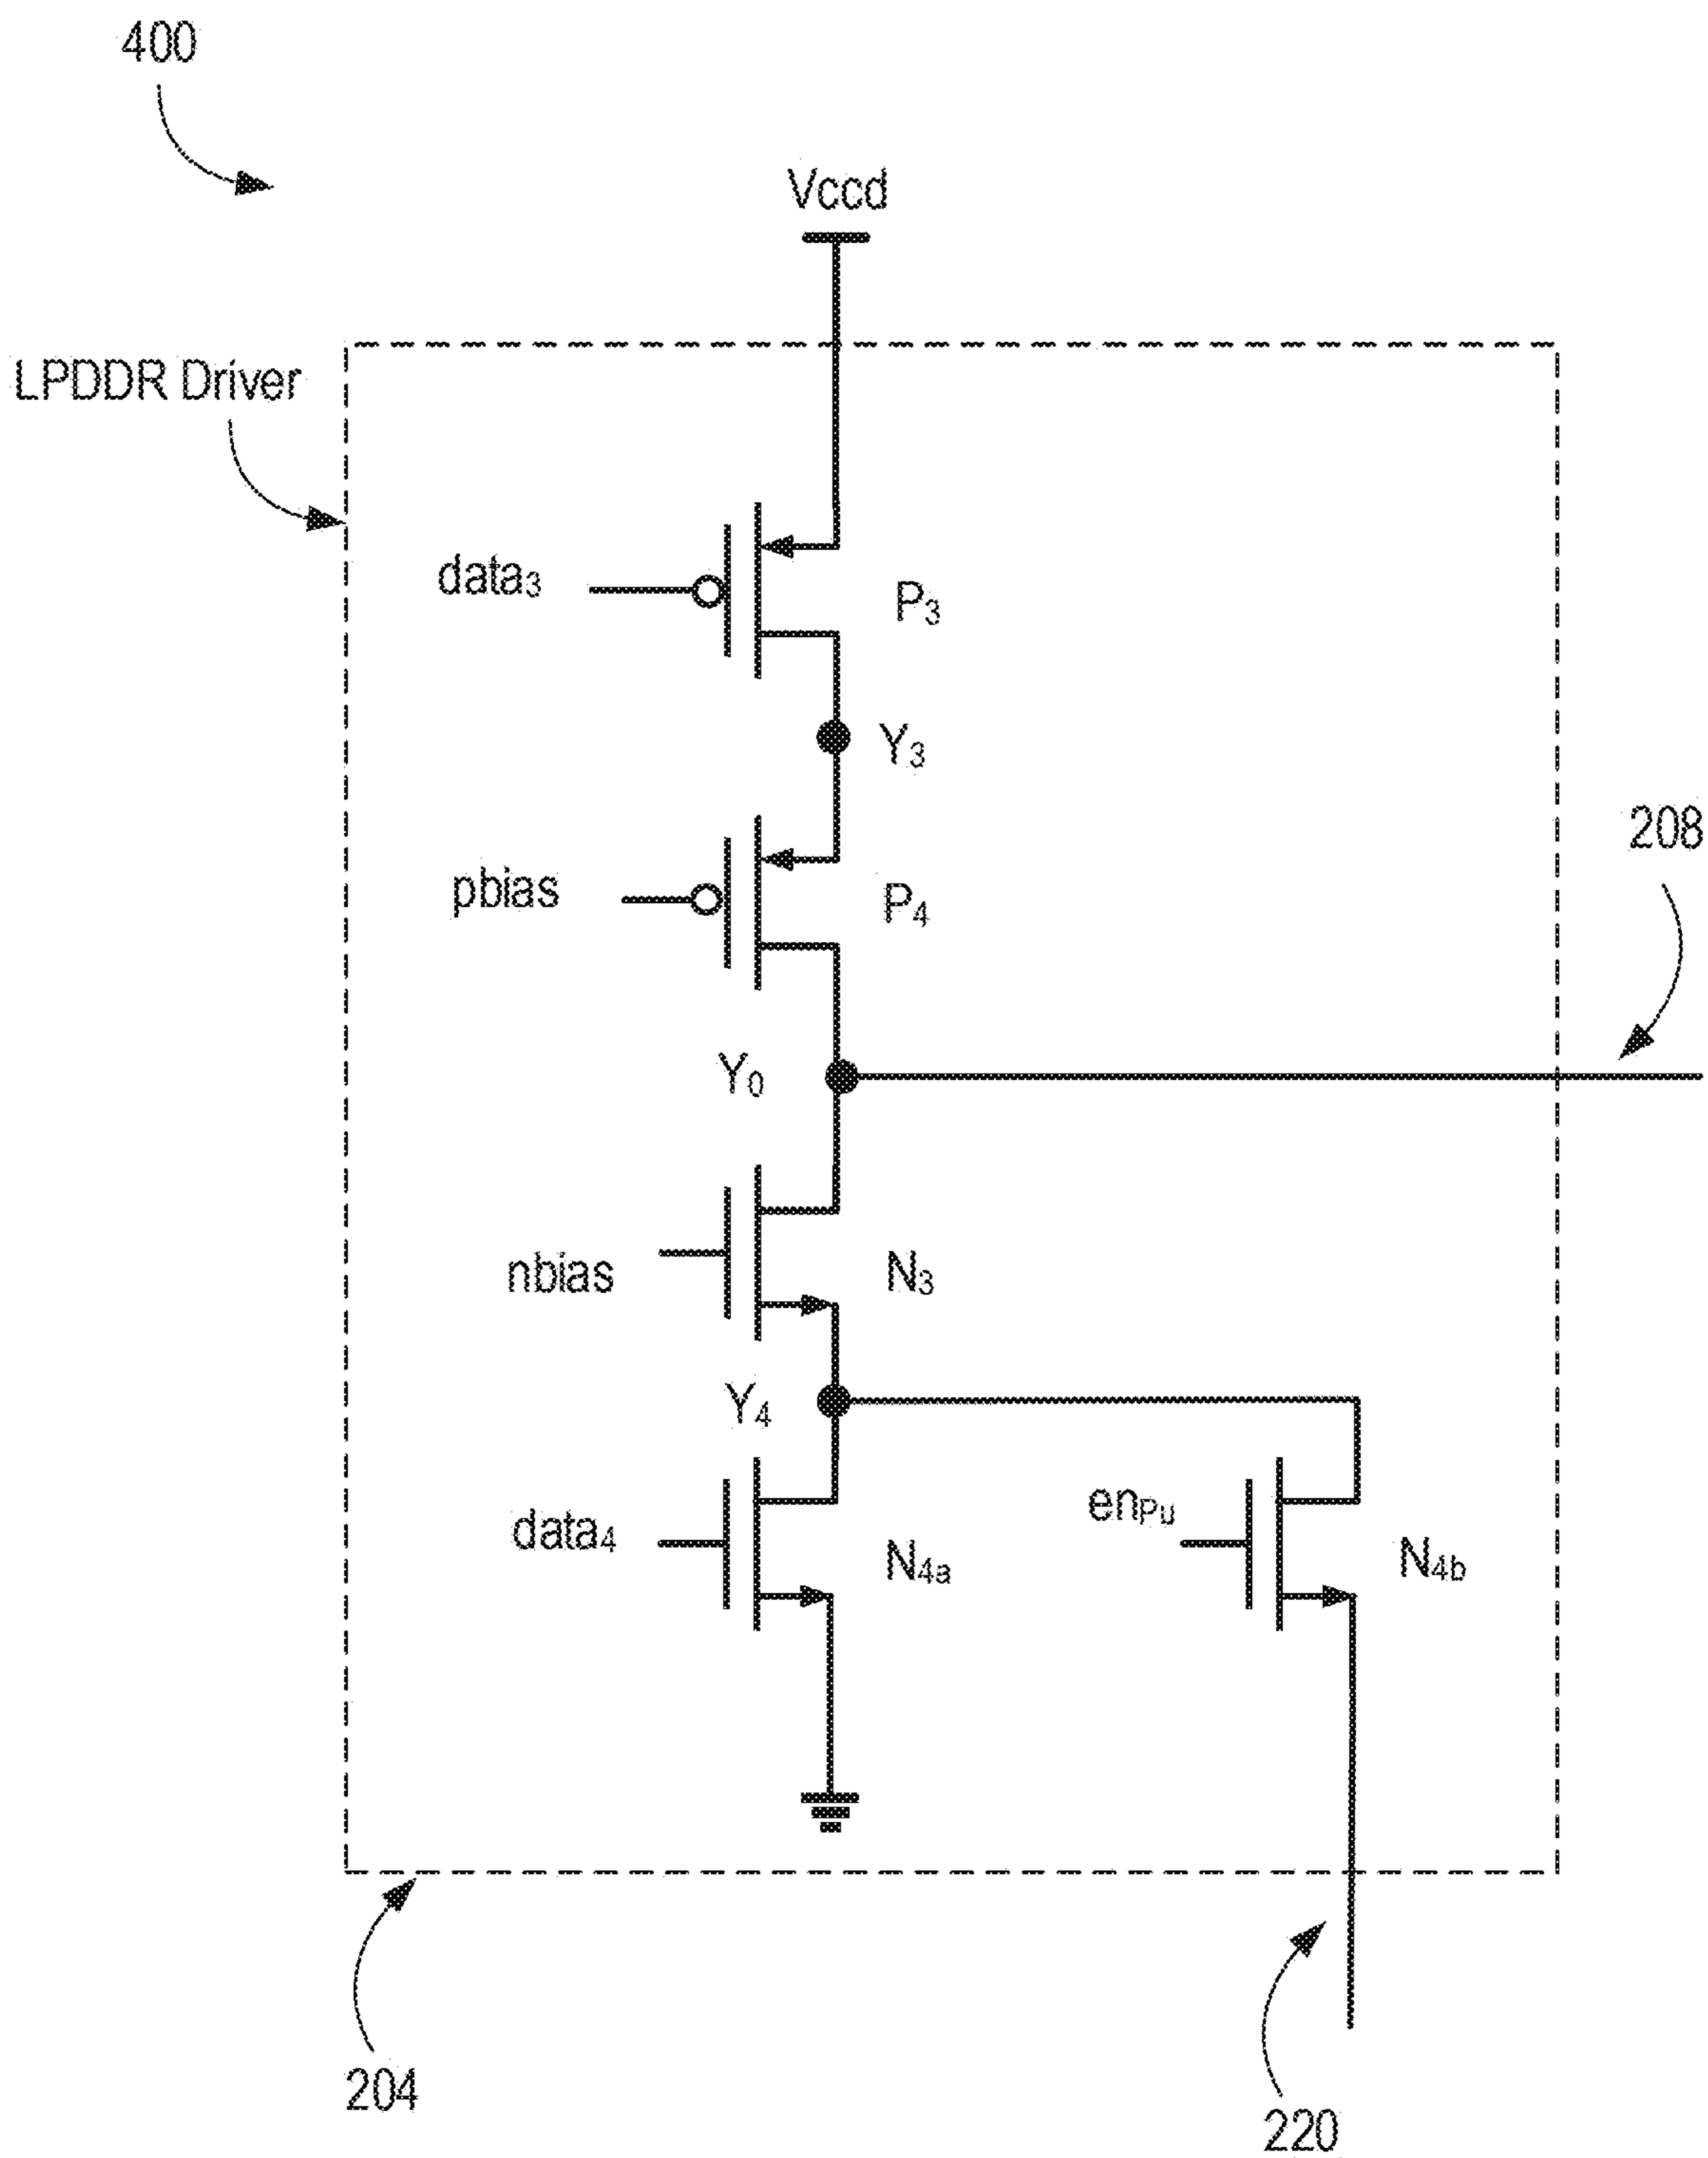 400
Vccd
LPDDR Driver
data₃
P₃
Y₃
208
pbias
P₄
Y₀
nbias
N₃
Y₄
enₚᵤ
data₄
N₄ₐ
N₄b
204
220